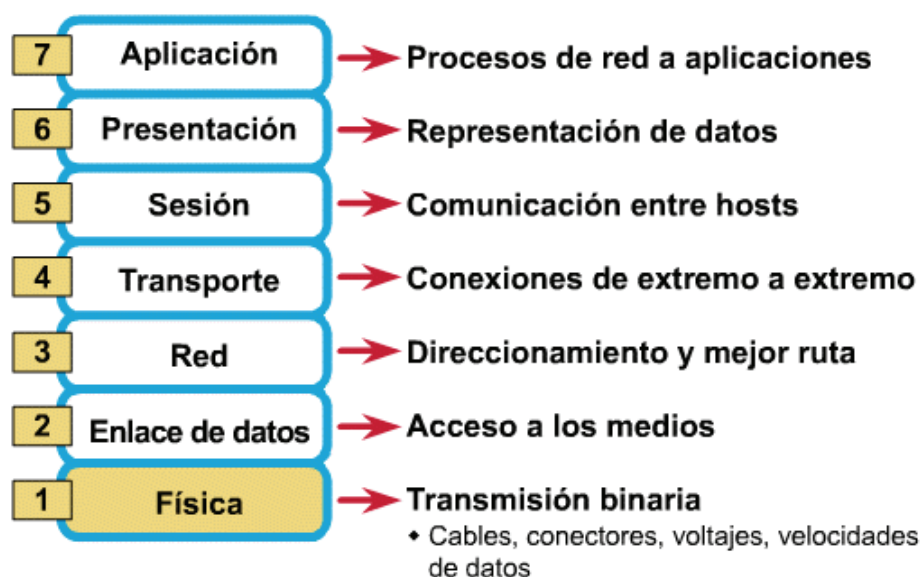 7 Aplicación Procesos de red a aplicaciones
6 Presentación Representación de datos
5 Sesión Comunicación entre hosts
4 Transporte Conexiones de extremo a extremo
3 Red Direccionamiento y mejor ruta
2 Enlace de datos Acceso a los medios
1 Física Transmisión binaria
• Cables, conectores, voltajes, velocidades
de datos